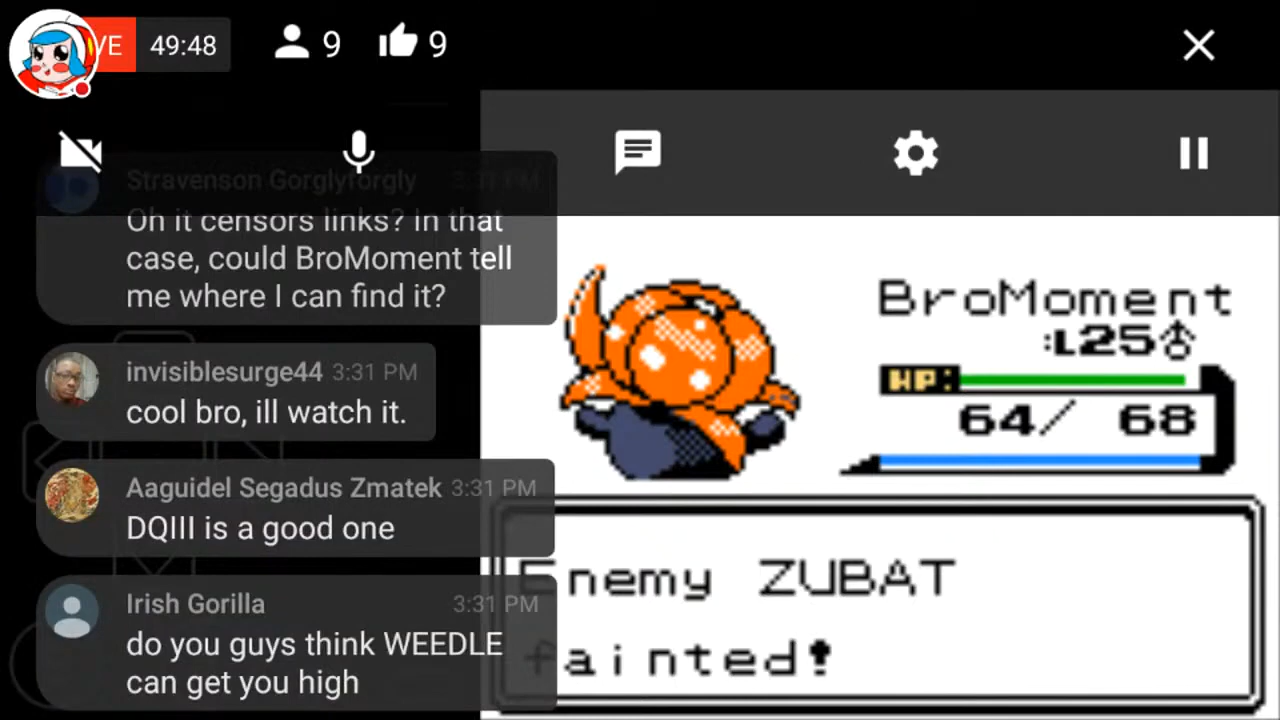 VE 49:48 9 9
Stravenson Gorglyforgly 3:31 PM
Oh it censors links? In that
case, could BroMoment tell
me where I can find it?
invisiblesurge44 3:31 PM
cool bro, ill watch it.
Aaguidel Segadus Zmatek 3:31 PM
DQIII is a good one
Irish Gorilla 3:31 PM
do you guys think WEEDLE
can get you high
BroMoment
:L25♂
HP:
64/ 68
Enemy ZUBAT
fainted!